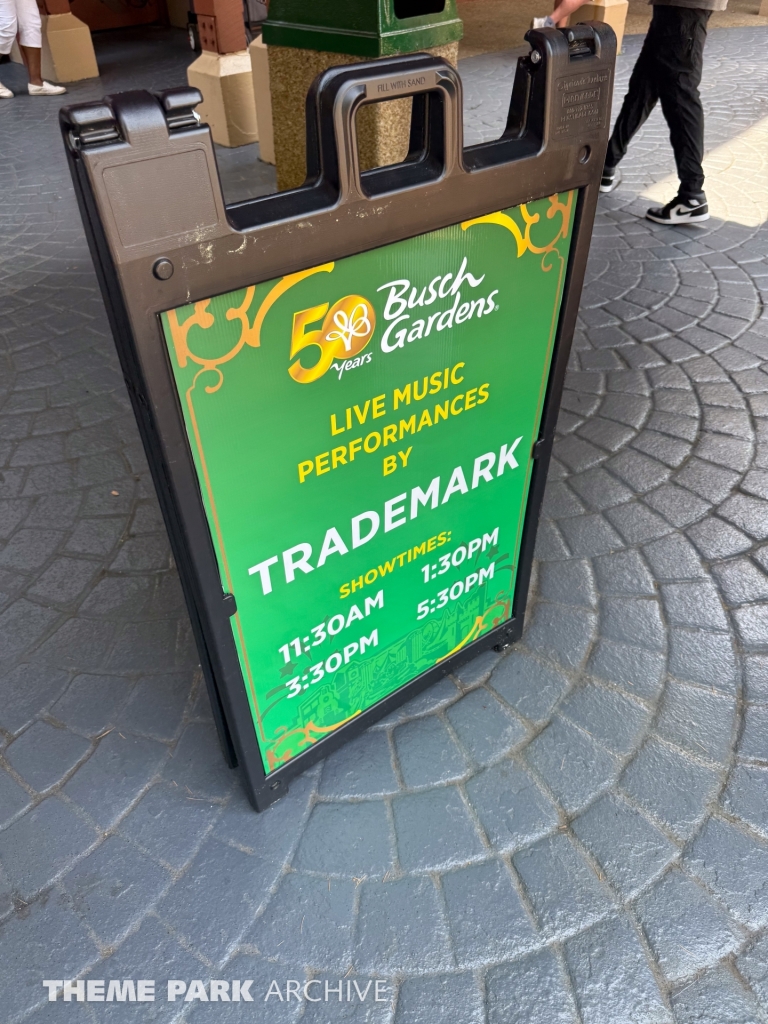 FILL WITH SAND
50 Years
Busch
Gardens
LIVE MUSIC
PERFORMANCES
BY
TRADEMARK
SHOWTIMES:
11:30AM 1:30PM
3:30PM 5:30PM
THEME PARK ARCHIVE